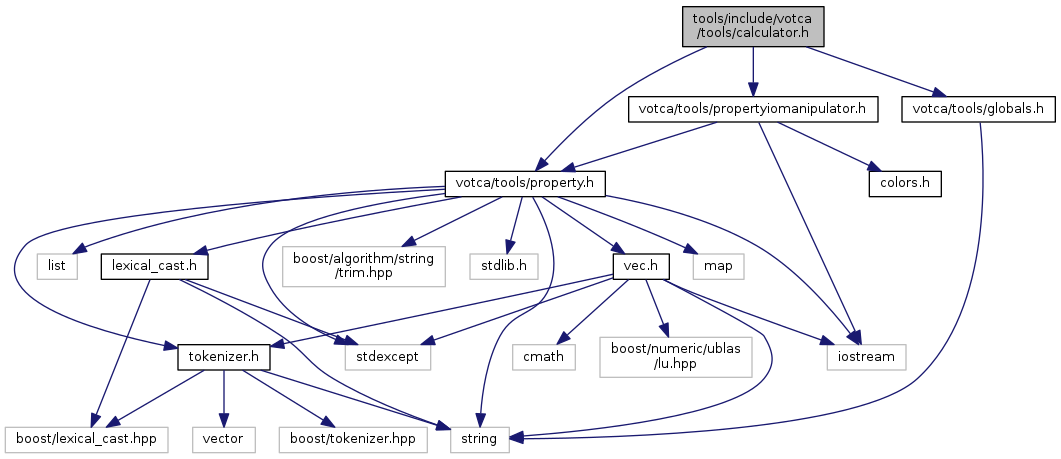 tools/include/votca
/tools/calculator.h
votca/tools/propertyiomanipulator.h
votca/tools/globals.h
votca/tools/property.h
colors.h
list
lexical_cast.h
boost/algorithm/string
/trim.hpp
stdlib.h
vec.h
map
tokenizer.h
stdexcept
cmath
boost/numeric/ublas
/lu.hpp
iostream
boost/lexical_cast.hpp
vector
boost/tokenizer.hpp
string